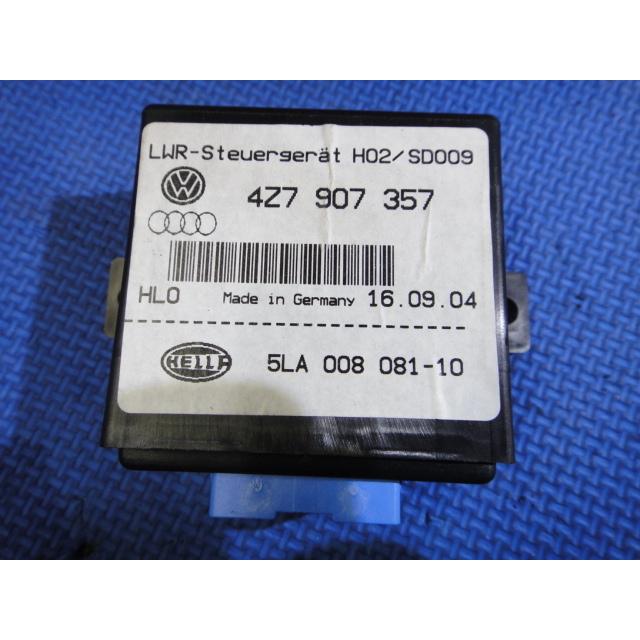 LWR-Steuergerät H02/SD009
4Z7 907 357
HLO Made in Germany 16.09.04
HELLA 5LA 008 081-10